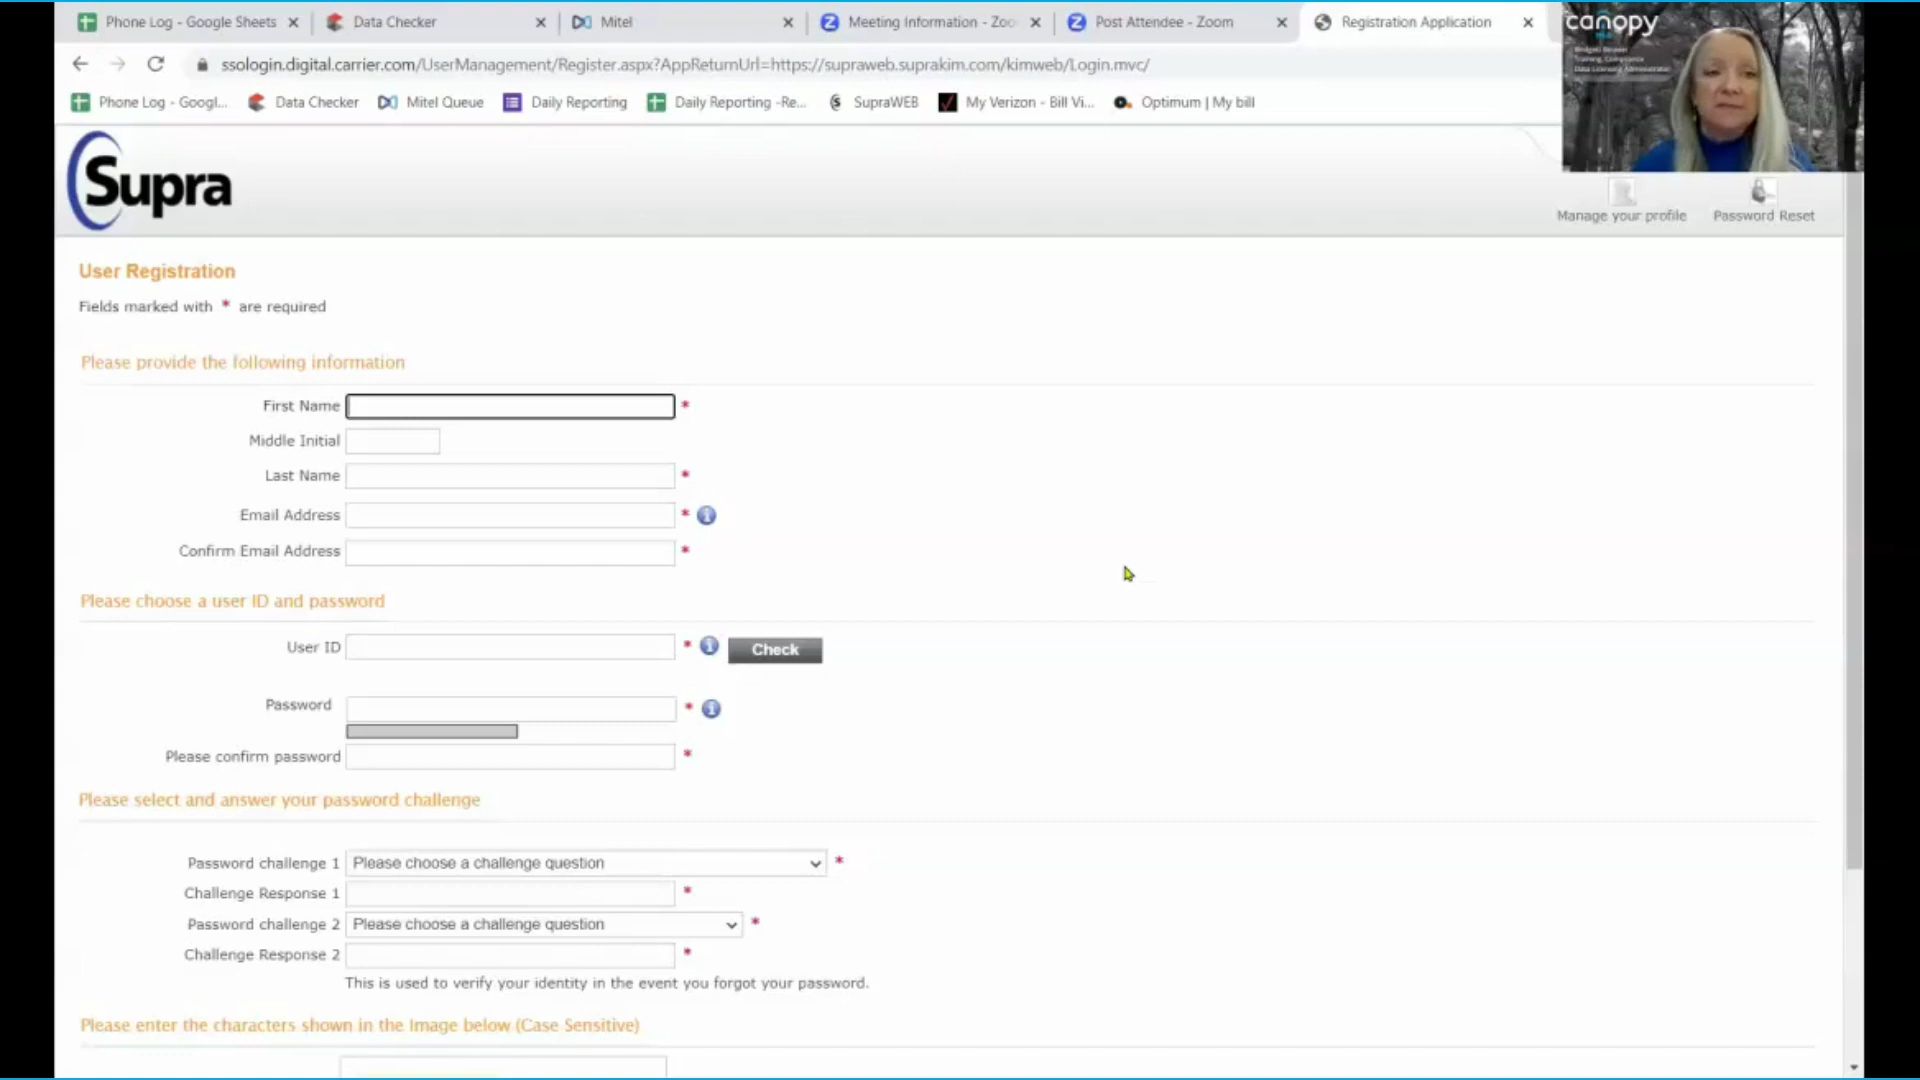 Phone Log - Google Sheets
Data Checker
Mitel
Meeting Information - Zoo
Post Attendee - Zoom
Registration Application
ssologin.digital.carrier.com/UserManagement/Register.aspx?AppReturnUrl=https://supraweb.suprakim.com/kimweb/Login.mvc/
Phone Log - Googl...
Data Checker
Mitel Queue
Daily Reporting
Daily Reporting -Re...
SupraWEB
My Verizon - Bill Vi...
Optimum | My bill
canopy
MLS
Training, Compliance
Data Licensing Administrator
Supra
Manage your profile
Password Reset
User Registration
Fields marked with * are required
Please provide the following information
First Name *
Middle Initial
Last Name *
Email Address *
Confirm Email Address *
Please choose a user ID and password
User ID * Check
Password *
Please confirm password *
Please select and answer your password challenge
Password challenge 1 Please choose a challenge question *
Challenge Response 1 *
Password challenge 2 Please choose a challenge question *
Challenge Response 2 *
This is used to verify your identity in the event you forgot your password.
Please enter the characters shown in the Image below (Case Sensitive)